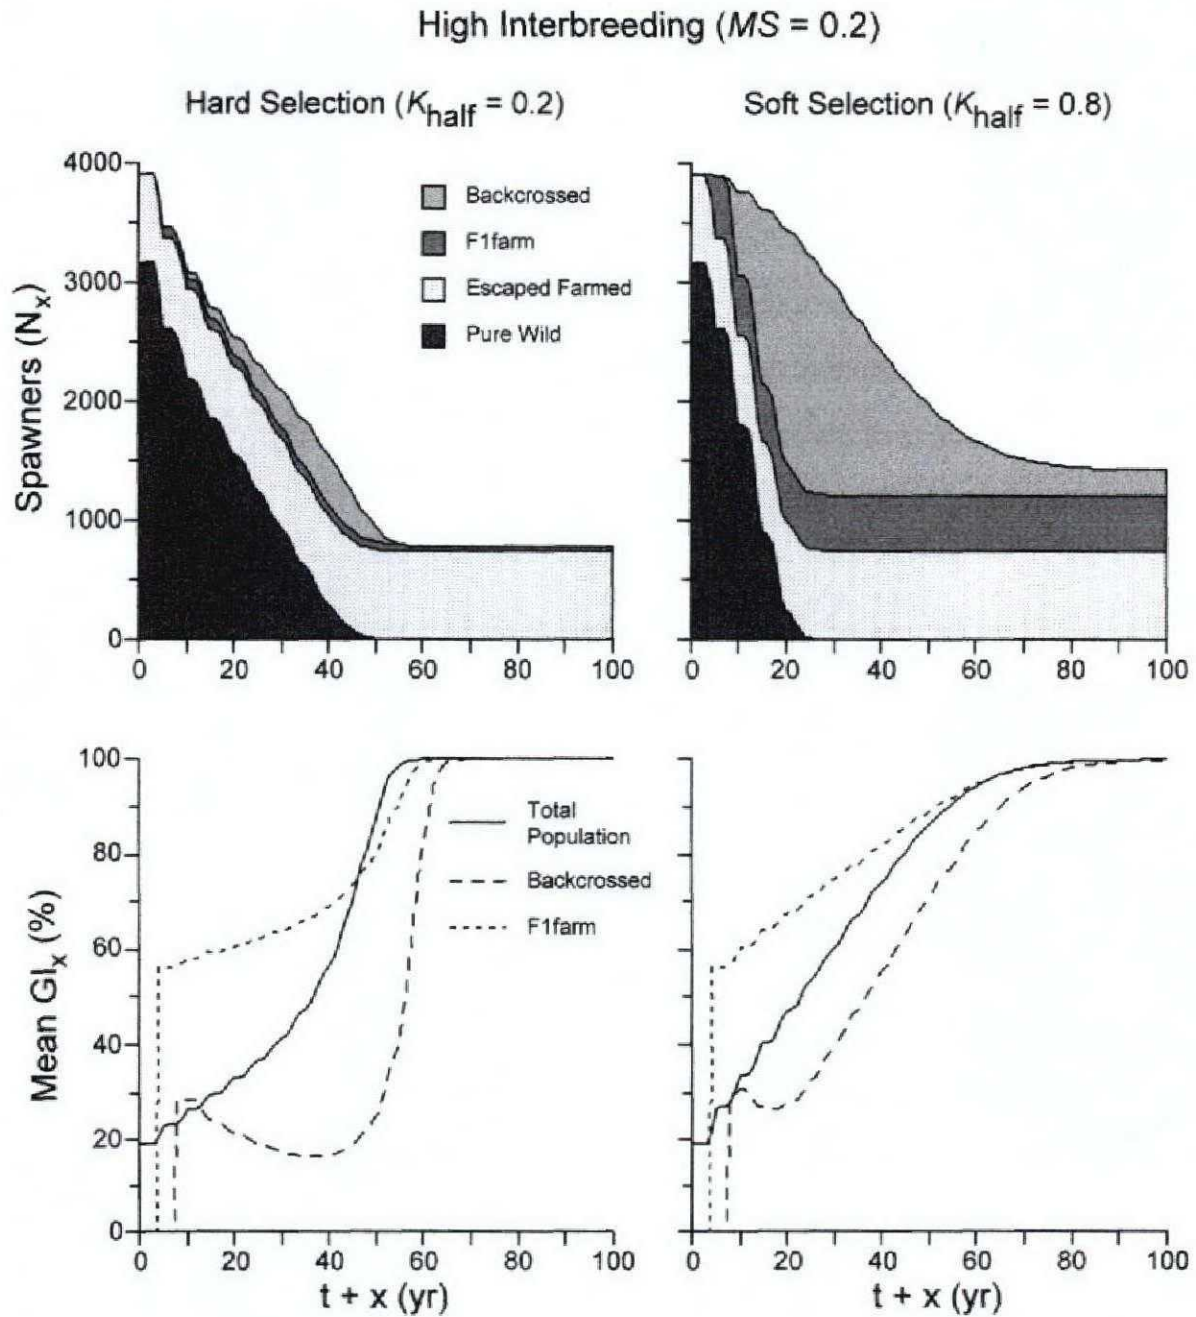 High Interbreeding (MS = 0.2)
Hard Selection (Khalf = 0.2)
Soft Selection (Khalf = 0.8)
Spawners (Nx)
4000
3000
2000
1000
0
Backcrossed
F1farm
Escaped Farmed
Pure Wild
0 20 40 60 80 100
0 20 40 60 80 100
Mean GIx (%)
100
80
60
40
20
0
Total
Population
Backcrossed
F1farm
0 20 40 60 80 100
0 20 40 60 80 100
t + x (yr)
t + x (yr)